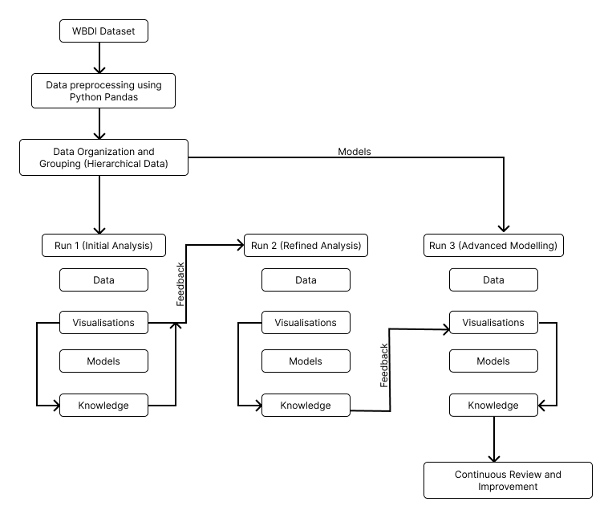 WBDI Dataset
Data preprocessing using
Python Pandas
Data Organization and
Grouping (Hierarchical Data)
Models
Run 1 (Initial Analysis)
Data
Visualisations
Models
Knowledge
Feedback
Run 2 (Refined Analysis)
Data
Visualisations
Models
Knowledge
Feedback
Run 3 (Advanced Modelling)
Data
Visualisations
Models
Knowledge
Continuous Review and
Improvement